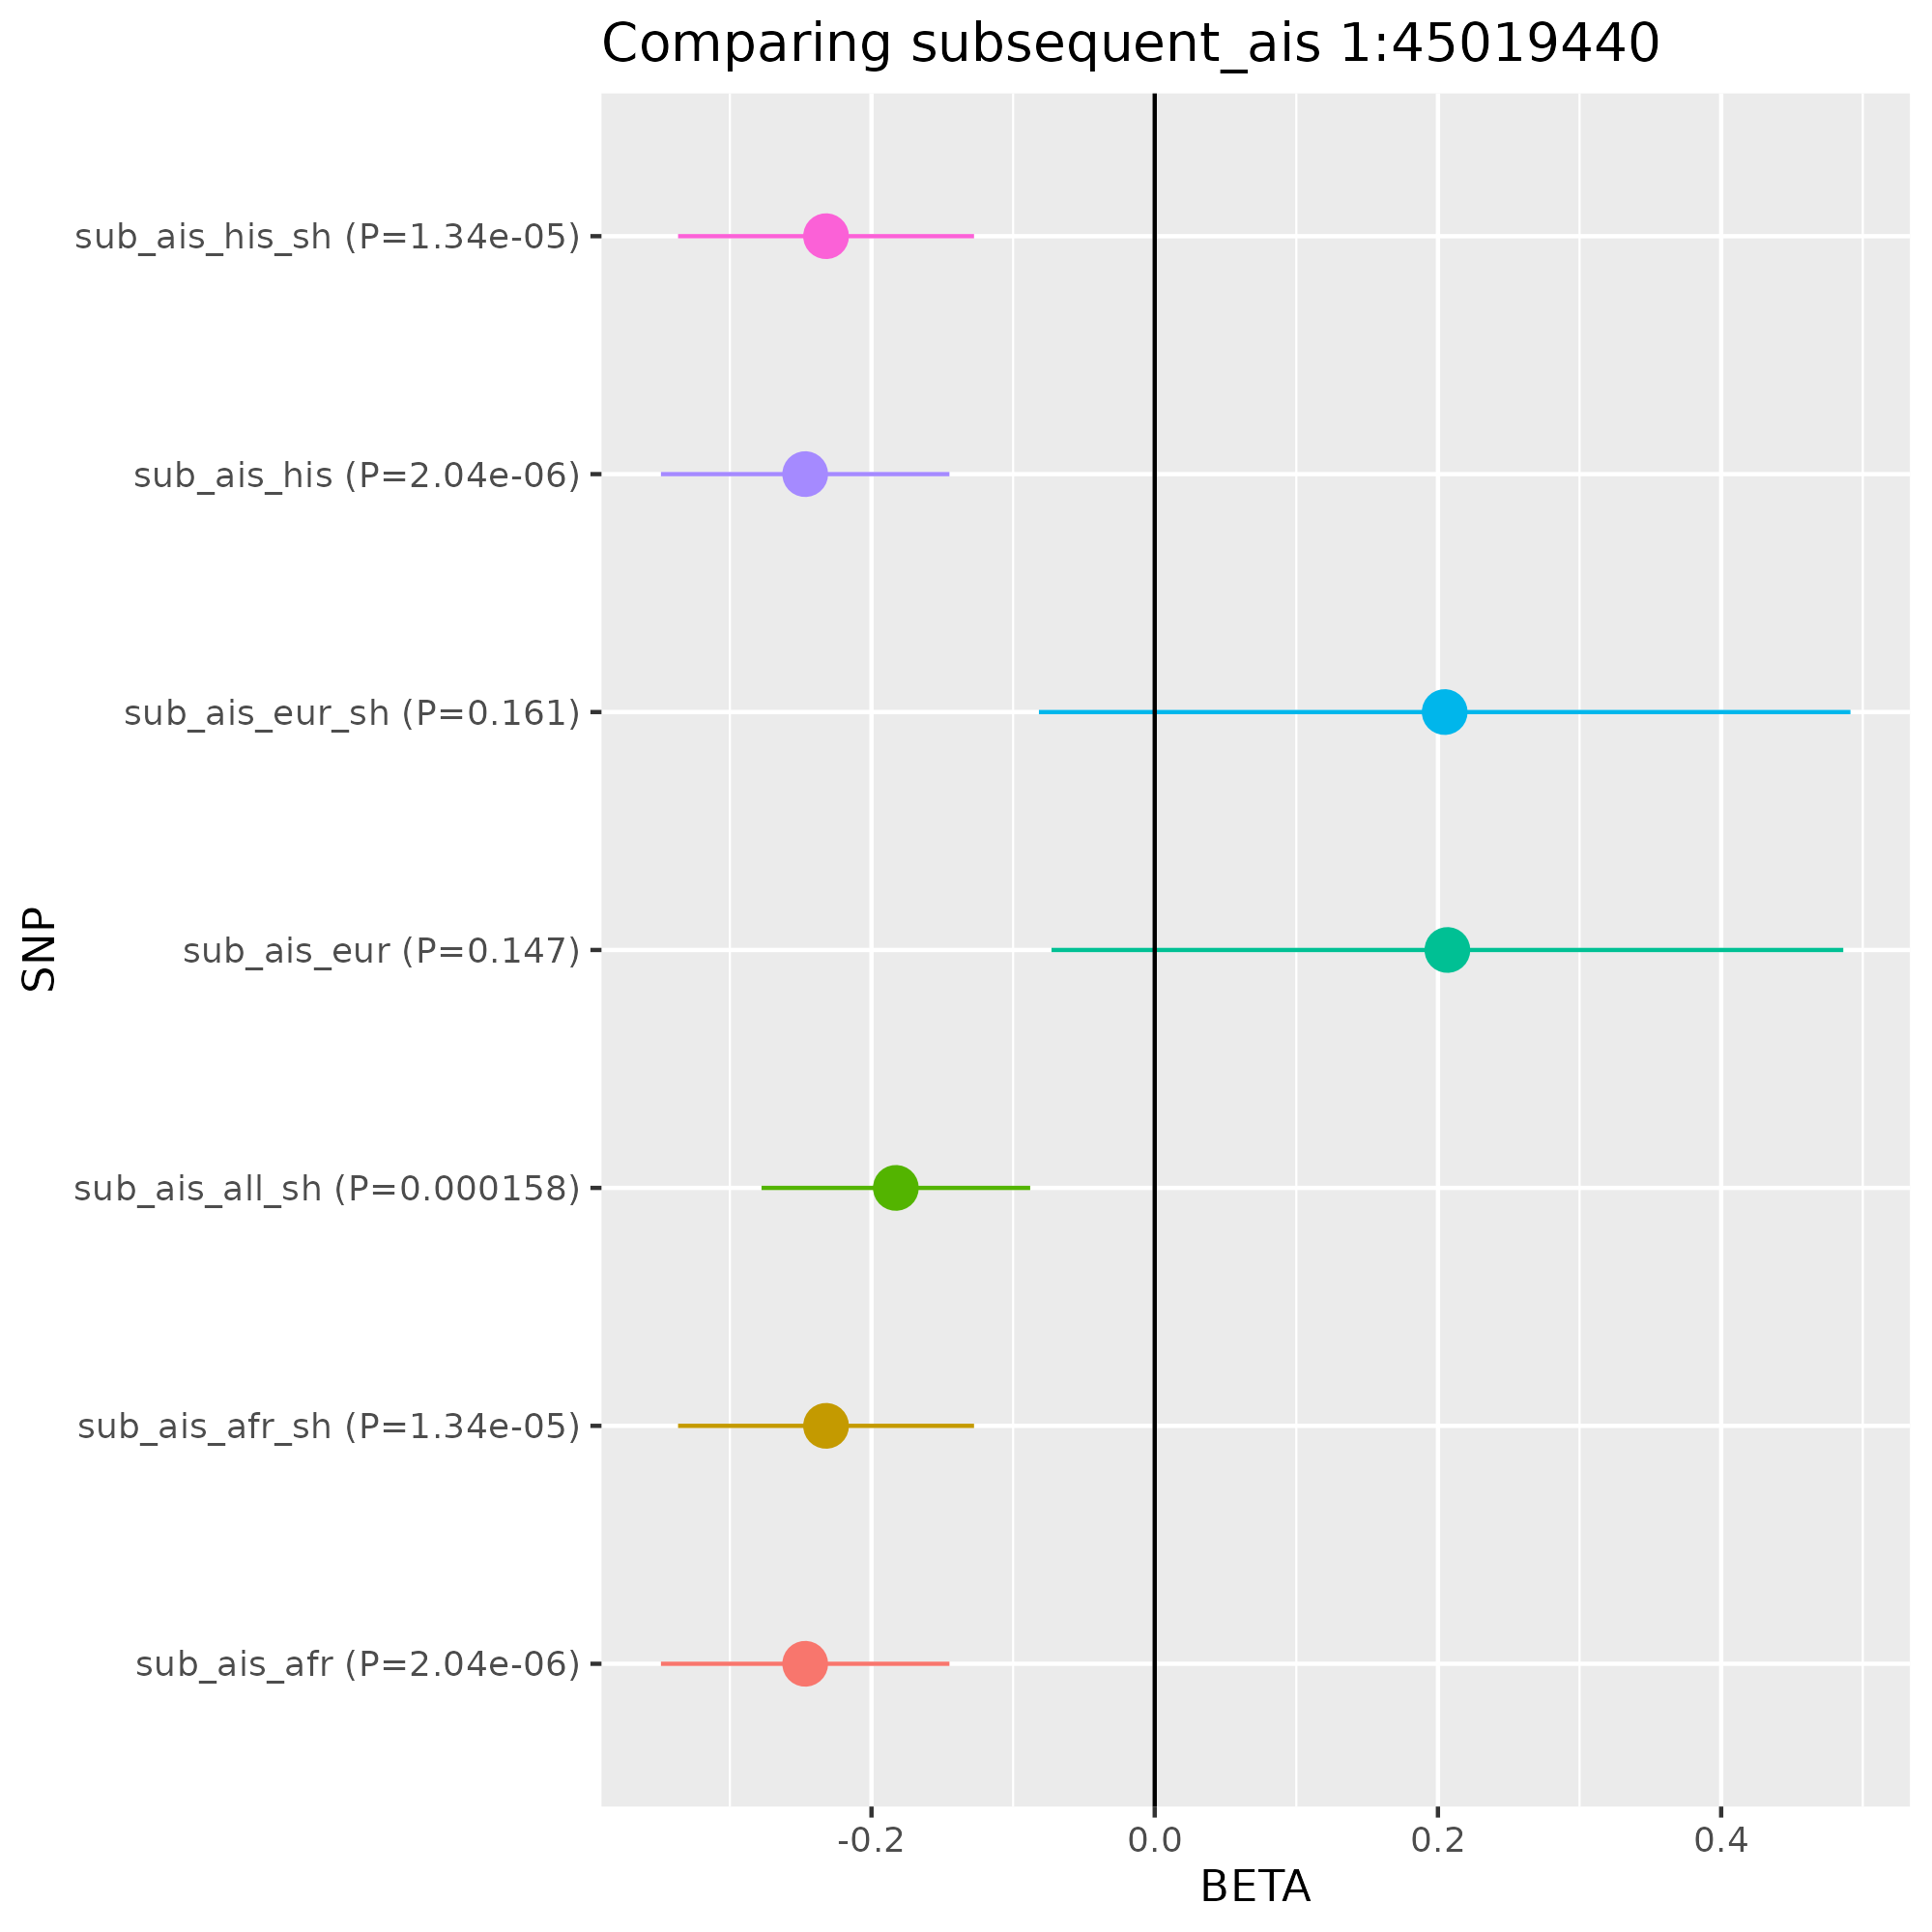 Comparing subsequent_ais 1:45019440
sub_ais_his_sh (P=1.34e-05)
sub_ais_his (P=2.04e-06)
sub_ais_eur_sh (P=0.161)
sub_ais_eur (P=0.147)
sub_ais_all_sh (P=0.000158)
sub_ais_afr_sh (P=1.34e-05)
sub_ais_afr (P=2.04e-06)
SNP
-0.2 0.0 0.2 0.4
BETA